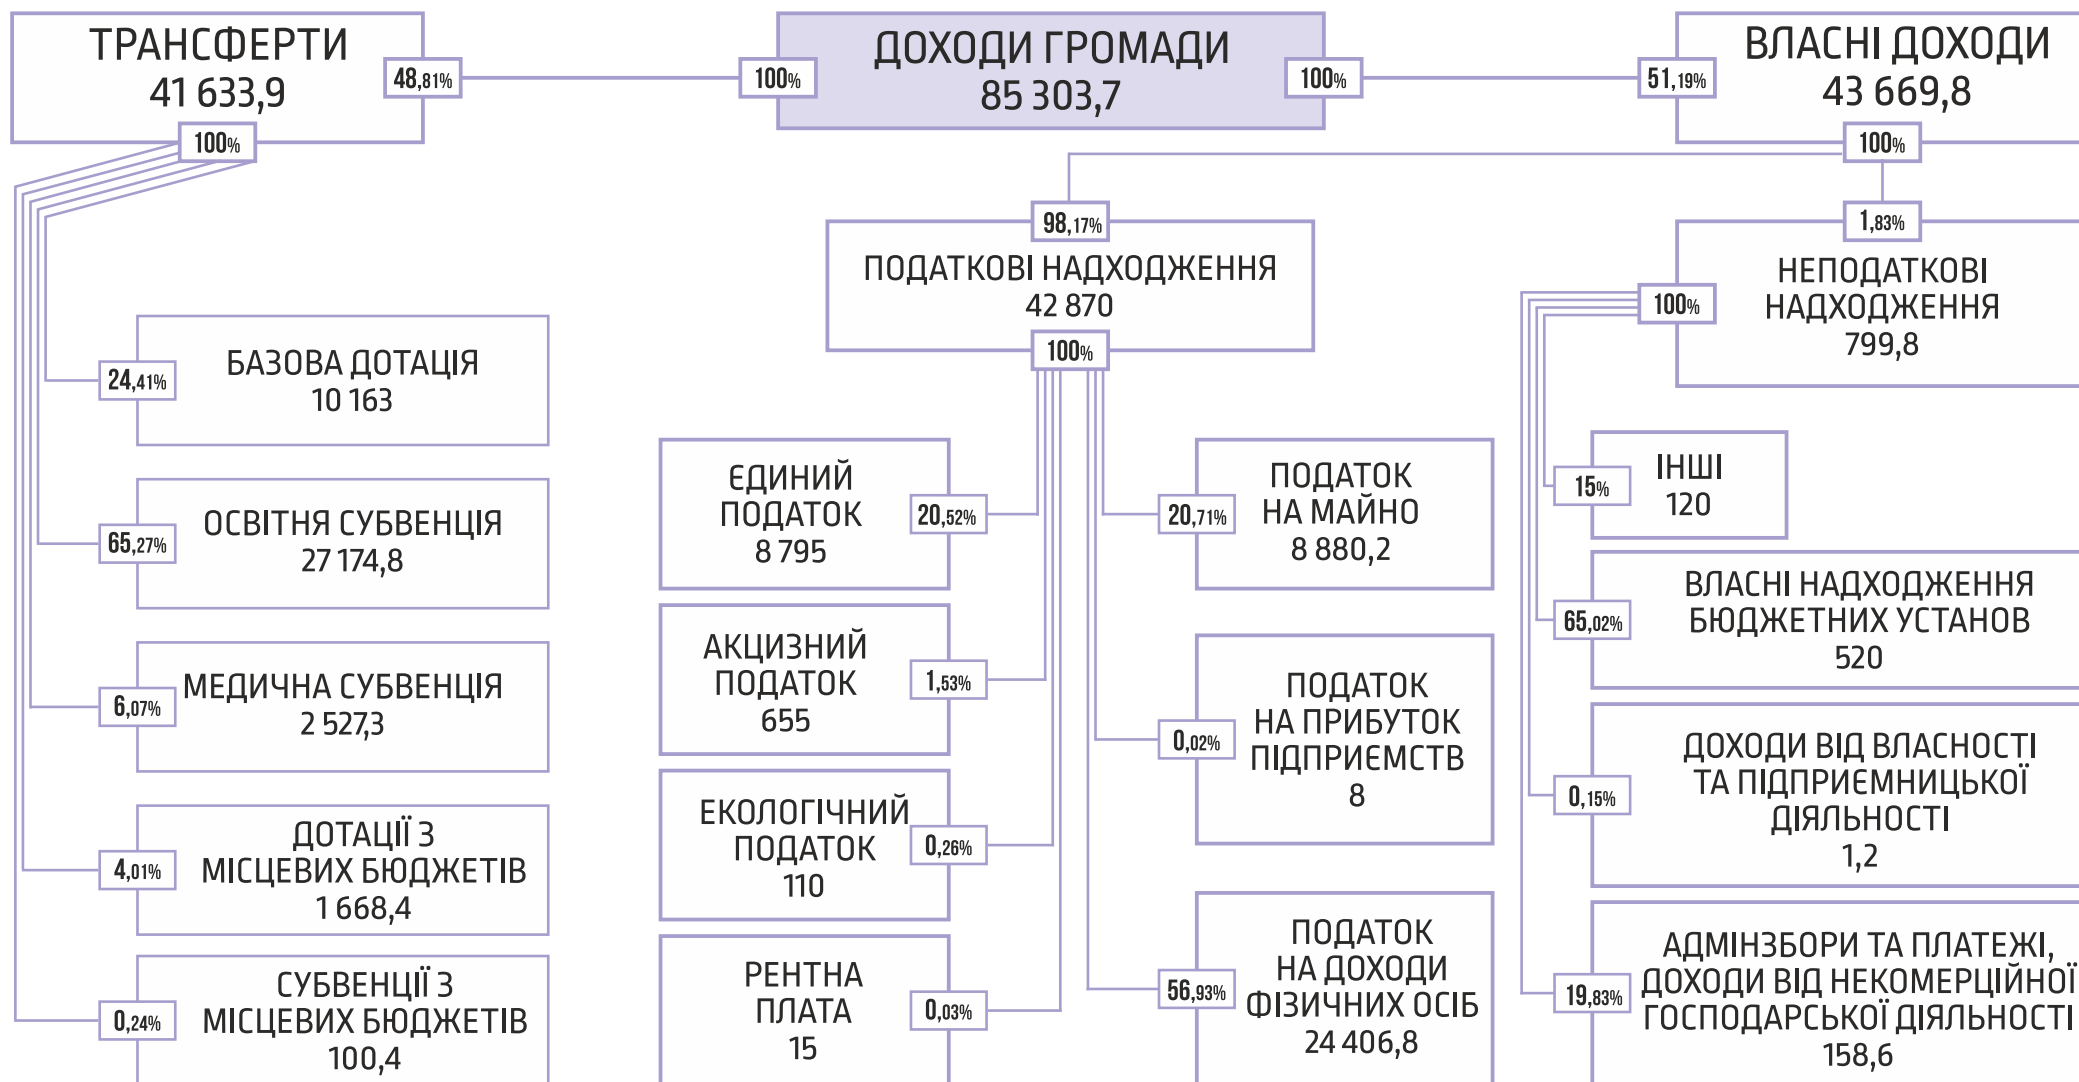 ТРАНСФЕРТИ
41 633,9
48,81%
100%
100%
ДОХОДИ ГРОМАДИ
85 303,7
100%
51,19%
ВЛАСНІ ДОХОДИ
43 669,8
100%
24,41%
БАЗОВА ДОТАЦІЯ
10 163
65,27%
ОСВІТНЯ СУБВЕНЦІЯ
27 174,8
6,07%
МЕДИЧНА СУБВЕНЦІЯ
2 527,3
4,01%
ДОТАЦІЇ З
МІСЦЕВИХ БЮДЖЕТІВ
1 668,4
0,24%
СУБВЕНЦІЇ З
МІСЦЕВИХ БЮДЖЕТІВ
100,4
98,17%
ПОДАТКОВІ НАДХОДЖЕННЯ
42 870
100%
ЄДИНИЙ
ПОДАТОК
8 795
20,52%
АКЦИЗНИЙ
ПОДАТОК
655
1,53%
ЕКОЛОГІЧНИЙ
ПОДАТОК
110
0,26%
РЕНТНА
ПЛАТА
15
0,03%
20,71%
ПОДАТОК
НА МАЙНО
8 880,2
0,02%
ПОДАТОК
НА ПРИБУТОК
ПІДПРИЄМСТВ
8
56,93%
ПОДАТОК
НА ДОХОДИ
ФІЗИЧНИХ ОСІБ
24 406,8
1,83%
НЕПОДАТКОВІ
НАДХОДЖЕННЯ
799,8
100%
15%
ІНШІ
120
65,02%
ВЛАСНІ НАДХОДЖЕННЯ
БЮДЖЕТНИХ УСТАНОВ
520
0,15%
ДОХОДИ ВІД ВЛАСНОСТІ
ТА ПІДПРИЄМНИЦЬКОЇ
ДІЯЛЬНОСТІ
1,2
19,83%
АДМІНЗБОРИ ТА ПЛАТЕЖІ,
ДОХОДИ ВІД НЕКОМЕРЦІЙНОЇ
ГОСПОДАРСЬКОЇ ДІЯЛЬНОСТІ
158,6